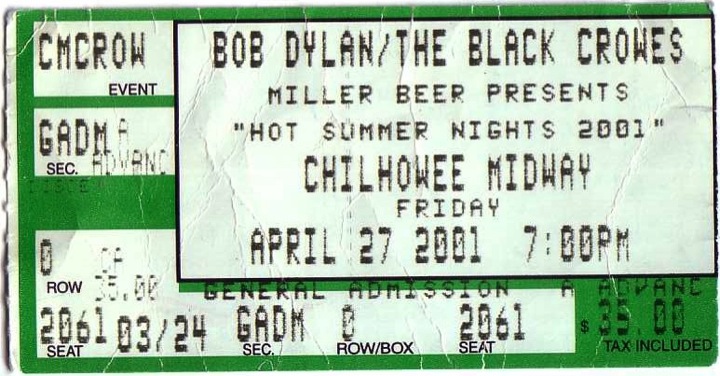 CMCROW
EVENT
BOB DYLAN/THE BLACK CROWES
MILLER BEER PRESENTS
"HOT SUMMER NIGHTS 2001"
GADM A
SEC. ADVANC
CHILHOWEE MIDWAY
FRIDAY
APRIL 27 2001 7:00PM
0 CA
ROW 35.00
GENERAL ADMISSION A ADVANC
2061 03/24 GADM 0 2061 $ 35.00
SEAT SEC. ROW/BOX SEAT TAX INCLUDED